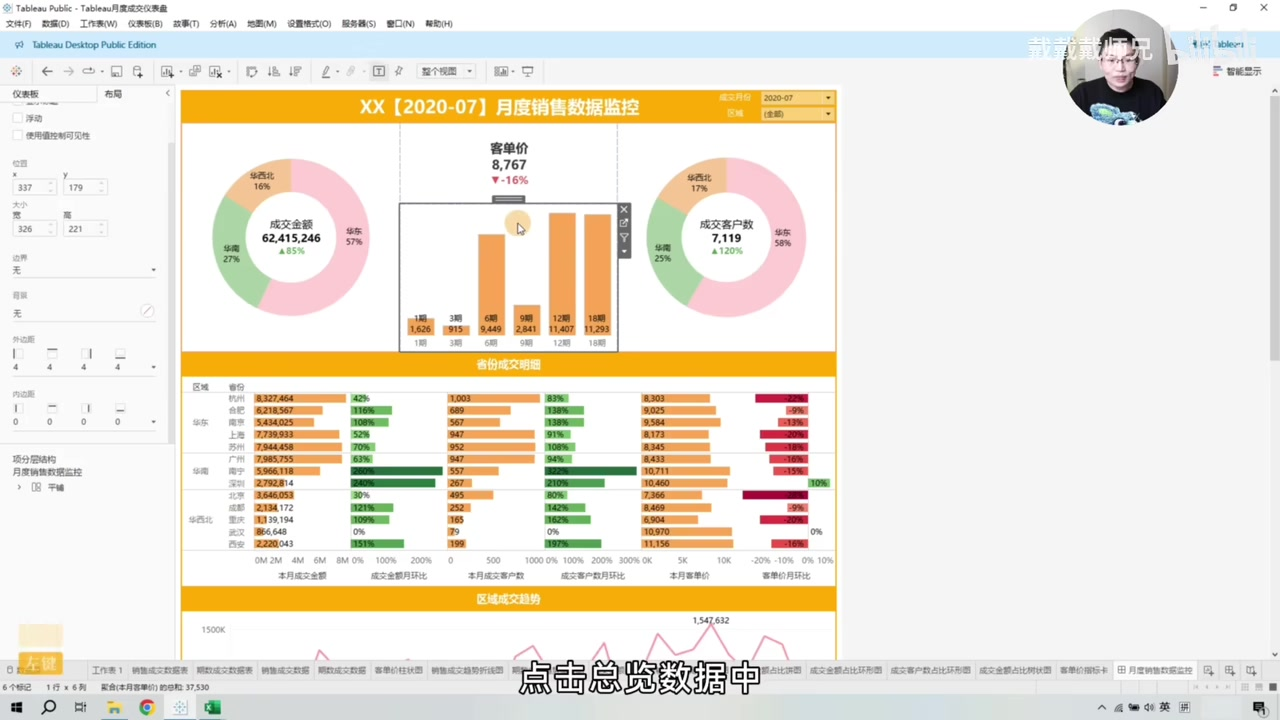 Tableau Public - Tableau月度成交仪表盘
文件(F) 数据(D) 工作表(W) 仪表板(B) 故事(T) 分析(A) 地图(M) 设置格式(O) 服务器(S) 窗口(N) 帮助(H)
Tableau Desktop Public Edition
戴戴戴师兄
整个视图
智能显示
仪表板 布局
浮动
使用值控制可见性
位置
x y
337 179
大小
宽 高
326 221
边界
无
背景
无
外边距
4 4 4 4
内边距
0 0 0 0
项分层结构
月度销售数据监控
平铺
XX【2020-07】月度销售数据监控
成交月份 2020-07
区域 (全部)
华西北
16%
华南
27%
华东
57%
成交金额
62,415,246
▲85%
客单价
8,767
▼-16%
1期 3期 6期 9期 12期 18期
1,626 915 9,449 2,841 11,407 11,293
1期 3期 6期 9期 12期 18期
华西北
17%
华南
25%
华东
58%
成交客户数
7,119
▲120%
省份成交明细
区域 省份
杭州 8,327,464 42% 1,003 83% 8,303 -22%
合肥 6,218,567 116% 689 138% 9,025 -9%
华东 南京 5,434,025 108% 567 138% 9,584 -13%
上海 7,739,933 52% 947 91% 8,173 -20%
苏州 7,944,458 70% 952 108% 8,345 -18%
广州 7,985,755 63% 947 94% 8,433 -16%
华南 南宁 5,966,118 260% 557 322% 10,711 -15%
深圳 2,792,814 240% 267 210% 10,460 10%
北京 3,646,053 30% 495 80% 7,366 -28%
成都 2,134,172 121% 252 142% 8,469 -9%
华西北 重庆 1,139,194 109% 165 162% 6,904 -20%
武汉 866,648 0% 79 0% 10,970 0%
西安 2,220,043 151% 199 197% 11,156 -16%
0M 2M 4M 6M 8M 0% 100% 200% 0 500 1000 0% 100% 200% 300% 0K 5K 10K -20% -10% 0% 10%
本月成交金额 成交金额月环比 本月成交客户数 成交客户数月环比 本月客单价 客单价月环比
区域成交趋势
1500K
1,547,632
左键
点击总览数据中
工作表 1 销售成交数据表 期数成交数据表 销售成交数据 期数成交数据 客单价柱状图 销售成交趋势折线图 成交金额占比环形图 成交客户数占比环形图 成交金额占比树状图 客单价指标卡 月度销售数据监控
6 个标记 1 行 x 6 列 聚合(本月客单价) 的总和: 37,530
英 拼